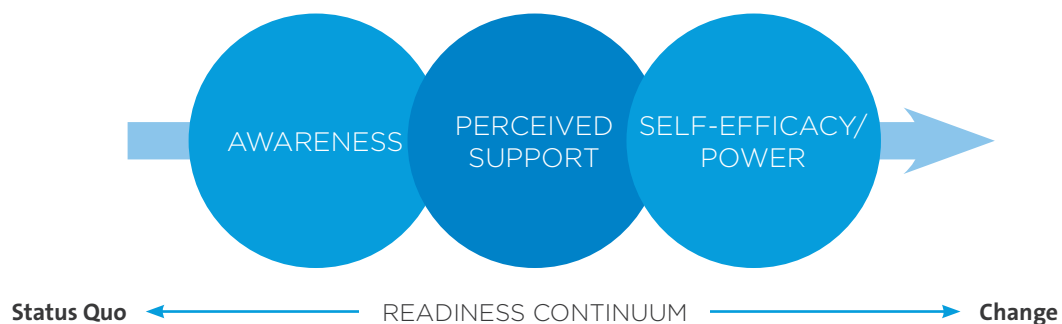 AWARENESS
PERCEIVED
SUPPORT
SELF-EFFICACY/
POWER
Status Quo
READINESS CONTINUUM
Change